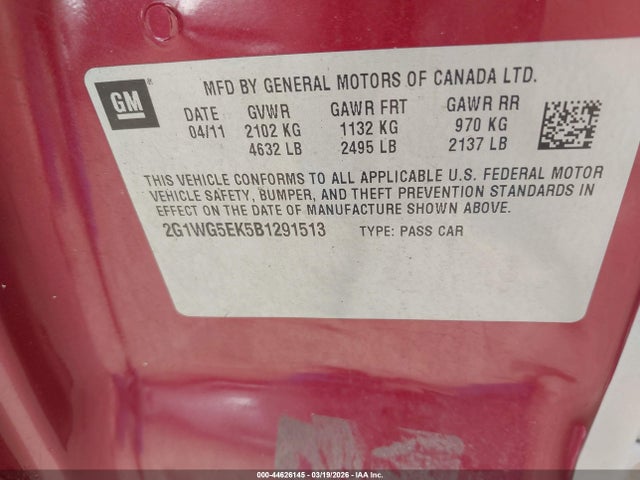 GM
MFD BY GENERAL MOTORS OF CANADA LTD.
DATE GVWR GAWR FRT GAWR RR
04/11 2102 KG 1132 KG 970 KG
4632 LB 2495 LB 2137 LB
THIS VEHICLE CONFORMS TO ALL APPLICABLE U.S. FEDERAL MOTOR
VEHICLE SAFETY, BUMPER, AND THEFT PREVENTION STANDARDS IN
EFFECT ON THE DATE OF MANUFACTURE SHOWN ABOVE.
2G1WG5EK5B1291513 TYPE: PASS CAR
000-44626145 - 03/19/2026 - IAA Inc.